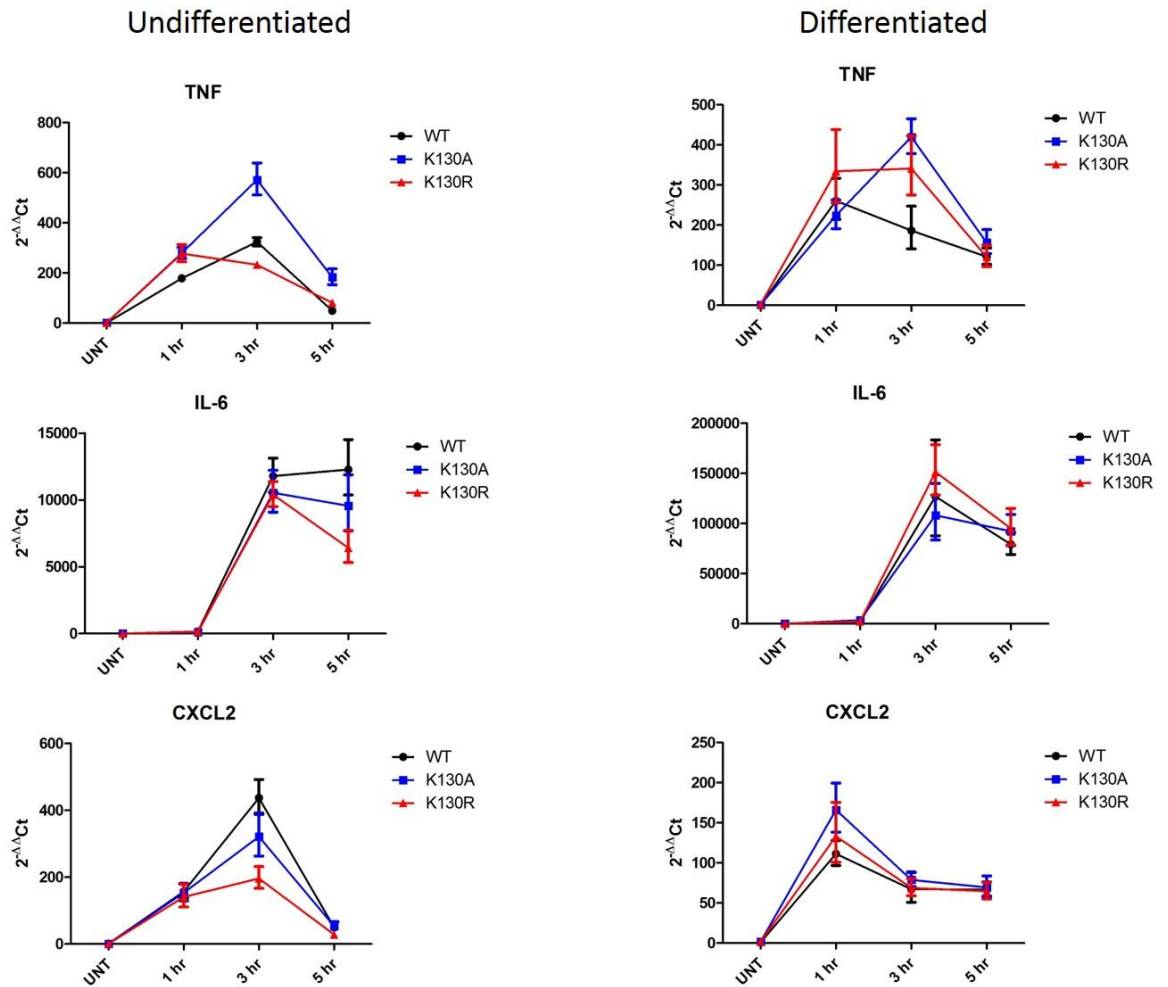 Undifferentiated
Differentiated
TNF
800
600
400
200
0
2-ΔΔCt
UNT
1 hr
3 hr
5 hr
WT
K130A
K130R
TNF
500
400
300
200
100
0
2-ΔΔCt
UNT
1 hr
3 hr
5 hr
WT
K130A
K130R
IL-6
15000
10000
5000
0
2-ΔΔCt
UNT
1 hr
3 hr
5 hr
WT
K130A
K130R
IL-6
200000
150000
100000
50000
0
2-ΔΔCt
UNT
1 hr
3 hr
5 hr
WT
K130A
K130R
CXCL2
600
400
200
0
2-ΔΔCt
UNT
1 hr
3 hr
5 hr
WT
K130A
K130R
CXCL2
250
200
150
100
50
0
2-ΔΔCt
UNT
1 hr
3 hr
5 hr
WT
K130A
K130R